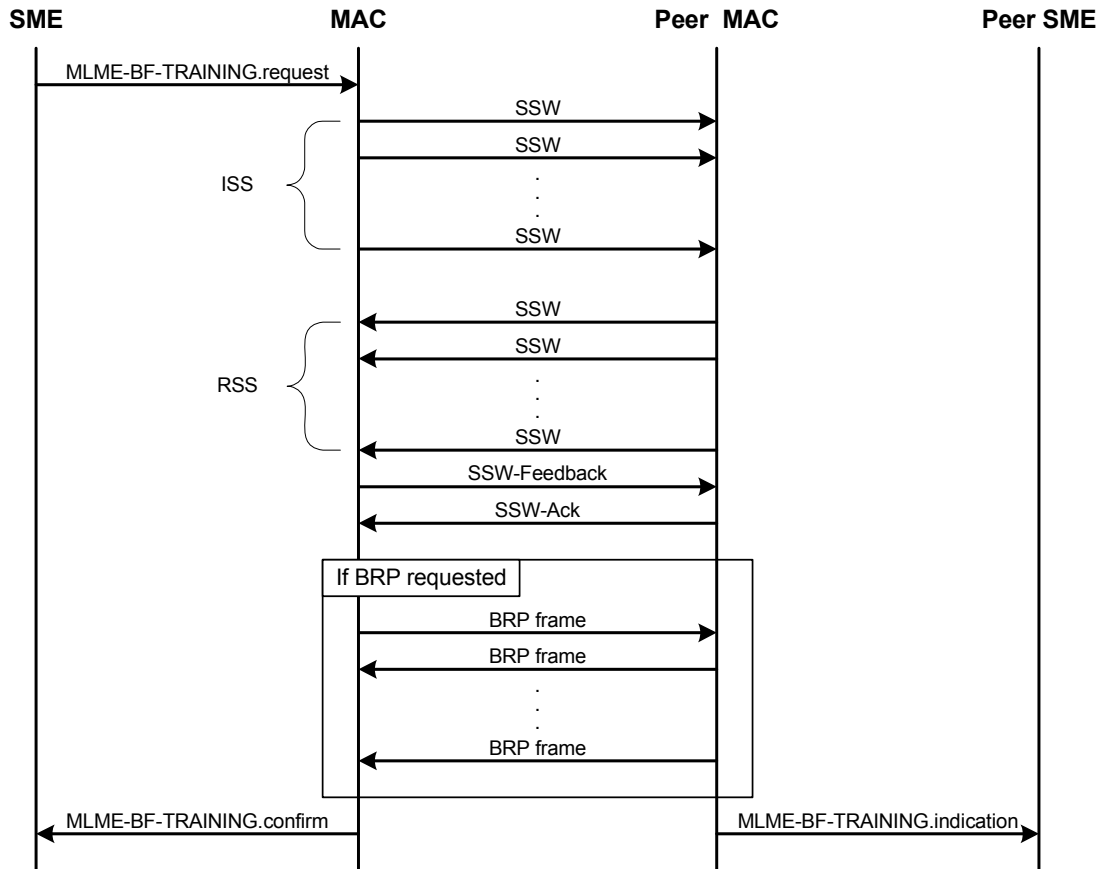 SME
MAC
Peer MAC
Peer SME
MLME-BF-TRAINING.request
SSW
SSW
.
.
.
SSW
ISS
SSW
SSW
.
.
.
SSW
RSS
SSW-Feedback
SSW-Ack
If BRP requested
BRP frame
BRP frame
.
.
.
BRP frame
MLME-BF-TRAINING.confirm
MLME-BF-TRAINING.indication